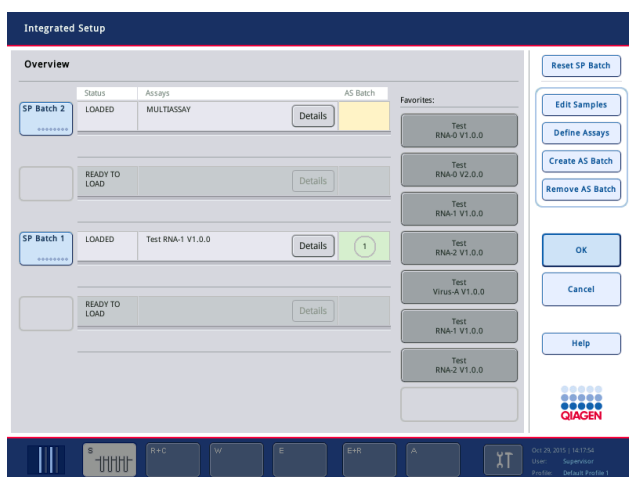 Integrated Setup
Overview
Reset SP Batch
Status Assays AS Batch
Favorites:
SP Batch 2 LOADED MULTIASSAY Details
Edit Samples
Define Assays
Create AS Batch
Remove AS Batch
Test
RNA-0 V1.0.0
Test
RNA-0 V2.0.0
READY TO
LOAD
Details
Test
RNA-1 V1.0.0
SP Batch 1 LOADED Test RNA-1 V1.0.0 Details 1
Test
RNA-2 V1.0.0
OK
Test
Virus-A V1.0.0
Cancel
READY TO
LOAD
Details
Test
RNA-1 V1.0.0
Help
Test
RNA-2 V1.0.0
QIAGEN
S R+C W E E+R A
Oct 29, 2015 | 14:17:54
User: Supervisor
Profile: Default Profile 1